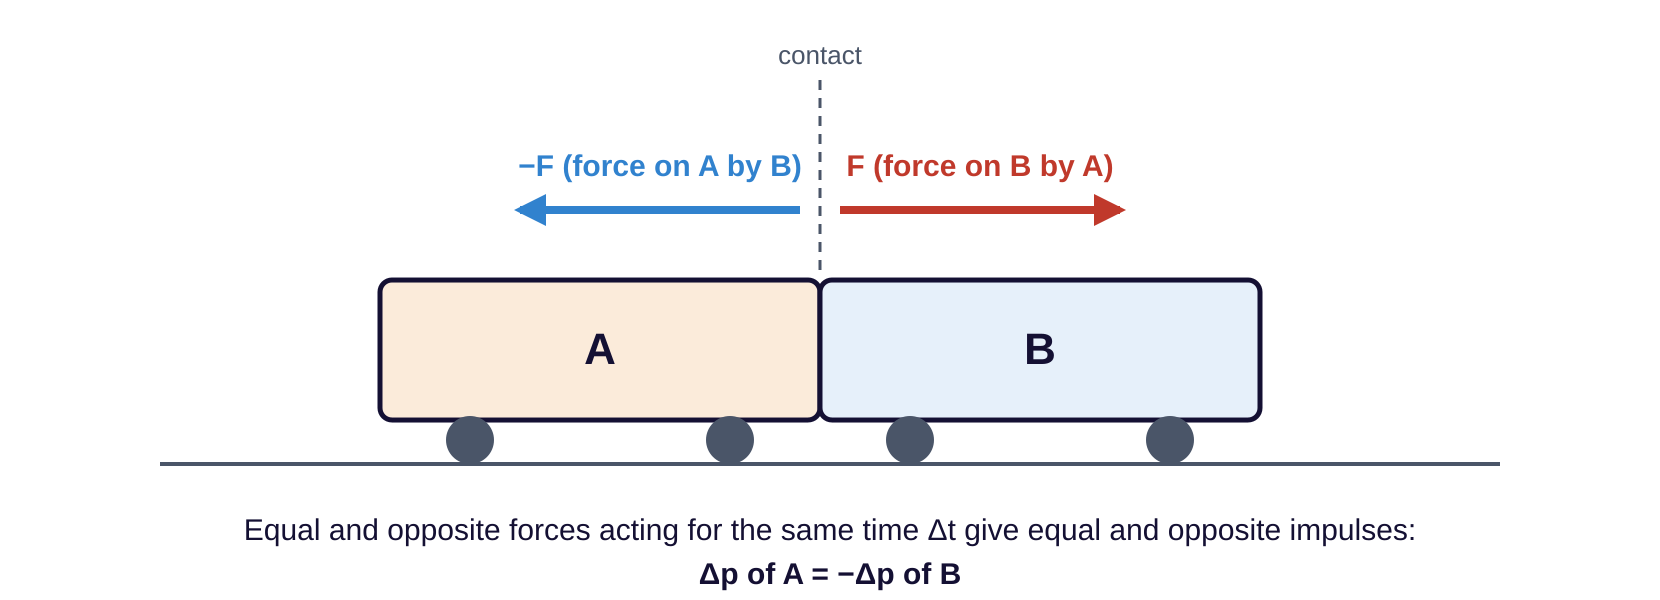 contact
−F (force on A by B) F (force on B by A)
A B
Equal and opposite forces acting for the same time Δt give equal and opposite impulses:
Δp of A = −Δp of B